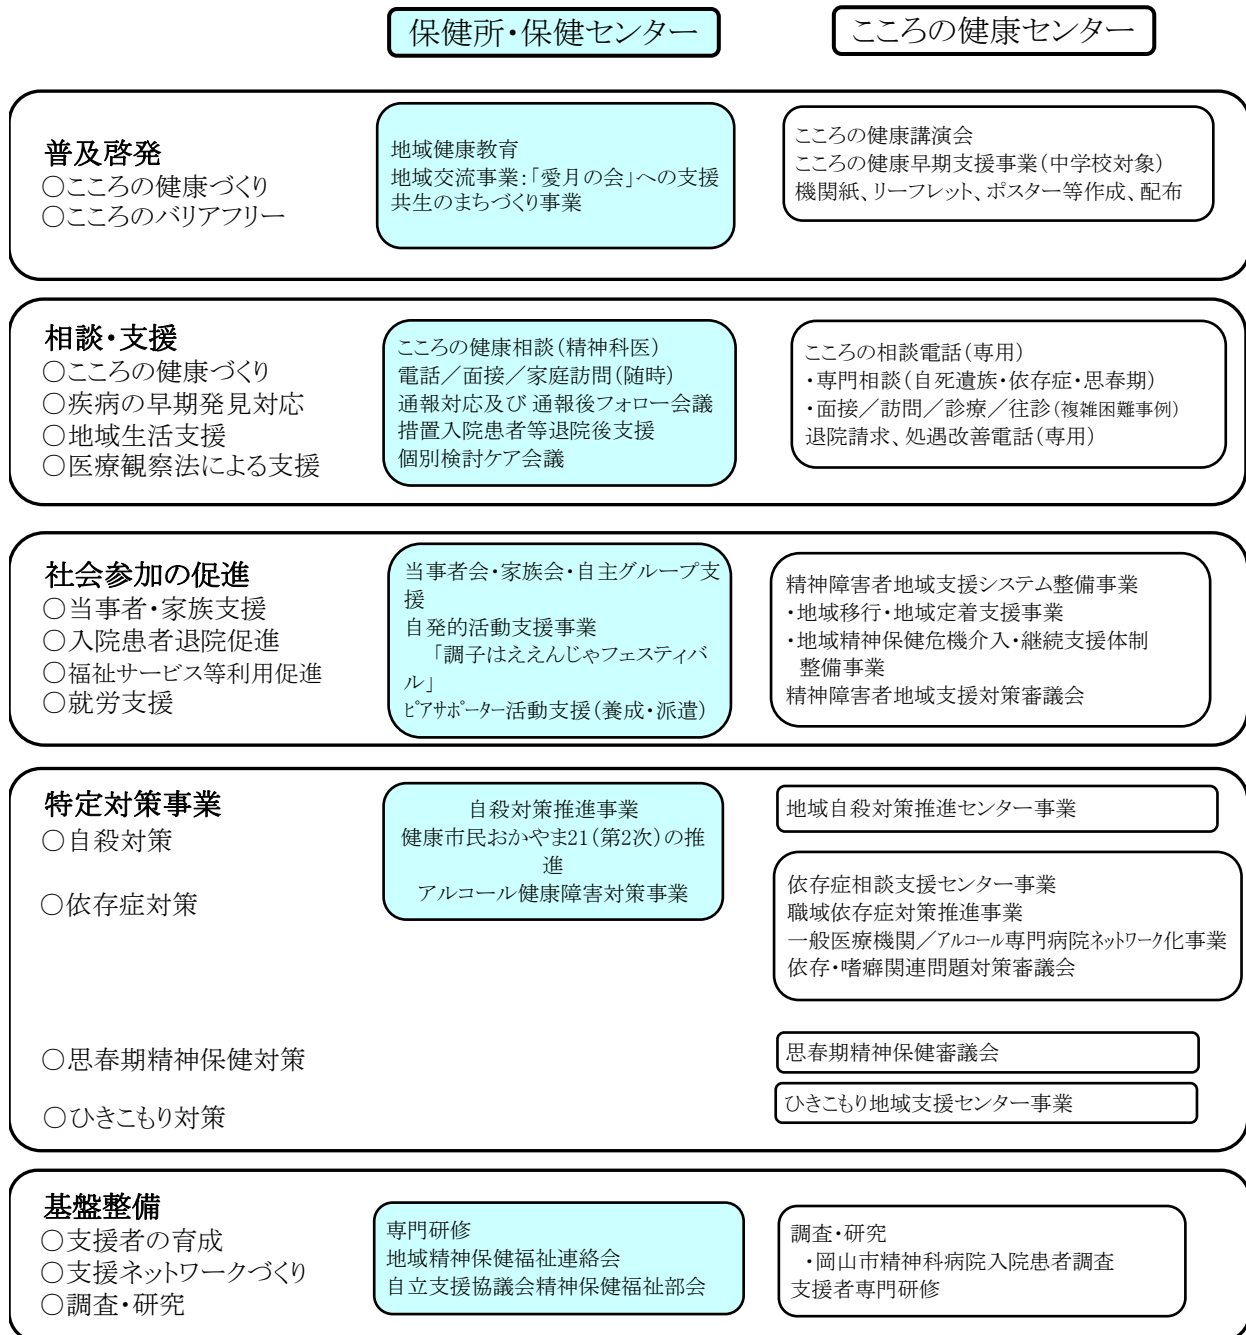 保健所・保健センター
こころの健康センター
普及啓発
○こころの健康づくり
○こころのバリアフリー
地域健康教育
地域交流事業：「愛月の会」への支援
共生のまちづくり事業
こころの健康講演会
こころの健康早期支援事業（中学校対象）
機関紙、リーフレット、ポスター等作成、配布
相談・支援
○こころの健康づくり
○疾病の早期発見対応
○地域生活支援
○医療観察法による支援
こころの健康相談（精神科医）
電話／面接／家庭訪問（随時）
通報対応及び 通報後フォロー会議
措置入院患者等退院後支援
個別検討ケア会議
こころの相談電話（専用）
・専門相談（自死遺族・依存症・思春期）
・面接／訪問／診療／往診（複雑困難事例）
退院請求、処遇改善電話（専用）
社会参加の促進
○当事者・家族支援
○入院患者退院促進
○福祉サービス等利用促進
○就労支援
当事者会・家族会・自主グループ支
援
自発的活動支援事業
「調子はええんじゃフェスティバ
ル」
ﾋﾟｱｻﾎﾟｰﾀｰ活動支援（養成・派遣）
精神障害者地域支援システム整備事業
・地域移行・地域定着支援事業
・地域精神保健危機介入・継続支援体制
整備事業
精神障害者地域支援対策審議会
特定対策事業
○自殺対策
○依存症対策
○思春期精神保健対策
○ひきこもり対策
自殺対策推進事業
健康市民おかやま21（第2次）の推
進
アルコール健康障害対策事業
地域自殺対策推進センター事業
依存症相談支援センター事業
職域依存症対策推進事業
一般医療機関／ｱﾙｺｰﾙ専門病院ﾈｯﾄﾜｰｸ化事業
依存・嗜癖関連問題対策審議会
思春期精神保健審議会
ひきこもり地域支援センター事業
基盤整備
○支援者の育成
○支援ネットワークづくり
○調査・研究
専門研修
地域精神保健福祉連絡会
自立支援協議会精神保健福祉部会
調査・研究
・岡山市精神科病院入院患者調査
支援者専門研修